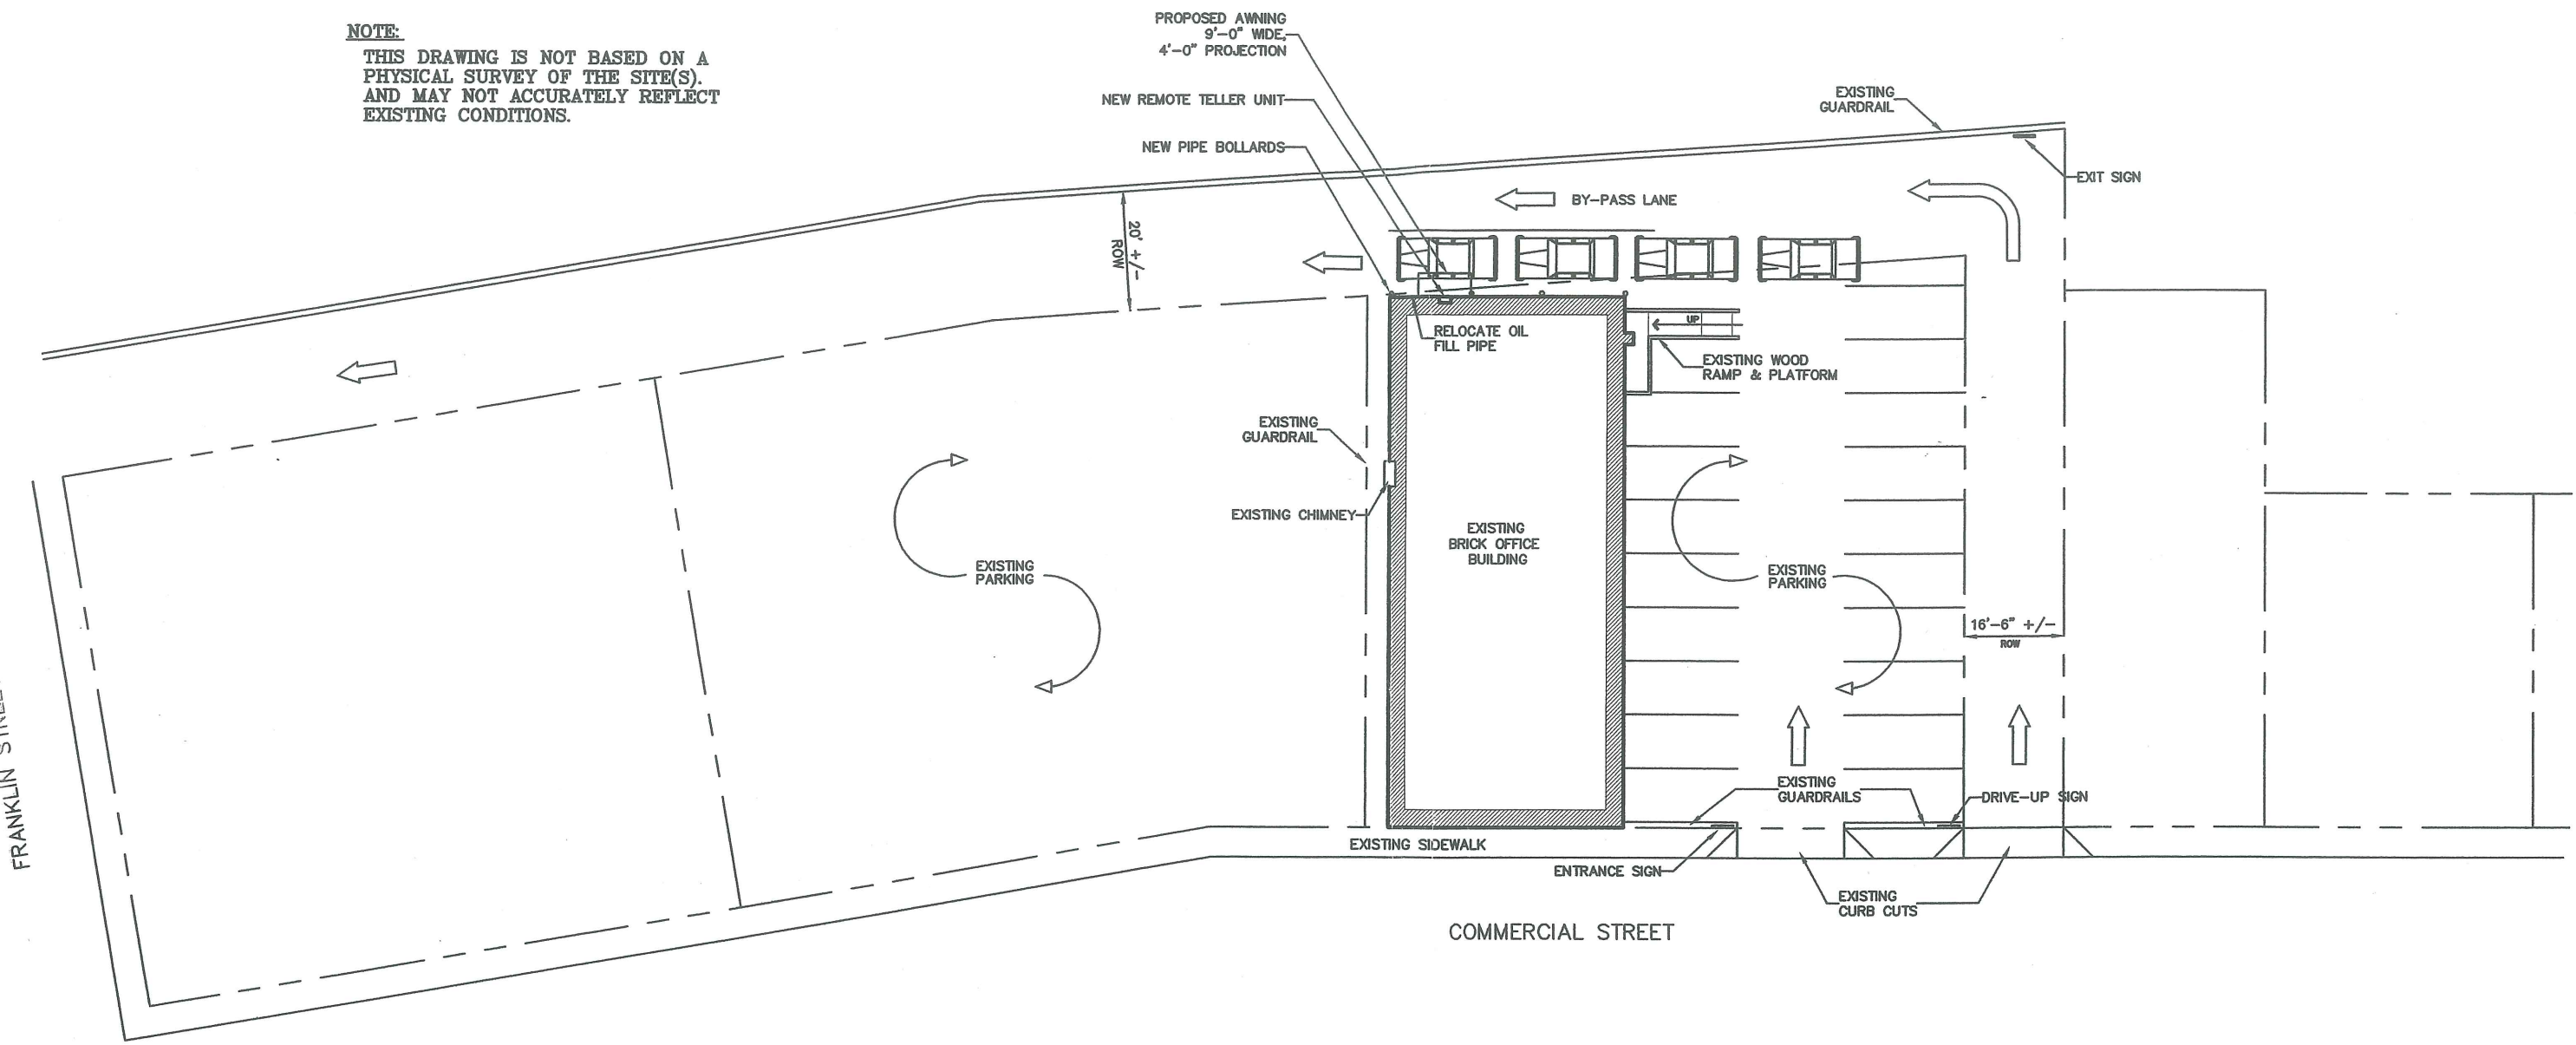 NOTE:
THIS DRAWING IS NOT BASED ON A
PHYSICAL SURVEY OF THE SITE(S).
AND MAY NOT ACCURATELY REFLECT
EXISTING CONDITIONS.
PROPOSED AWNING
9'-0" WIDE,
4'-0" PROJECTION
NEW REMOTE TELLER UNIT
NEW PIPE BOLLARDS
EXISTING
GUARDRAIL
EXIT SIGN
BY-PASS LANE
20' +/-
ROW
RELOCATE OIL
FILL PIPE
UP
EXISTING WOOD
RAMP & PLATFORM
EXISTING
GUARDRAIL
EXISTING CHIMNEY
EXISTING
BRICK OFFICE
BUILDING
EXISTING
PARKING
EXISTING
PARKING
16'-6" +/-
ROW
EXISTING
GUARDRAILS
DRIVE-UP SIGN
EXISTING SIDEWALK
ENTRANCE SIGN
EXISTING
CURB CUTS
COMMERCIAL STREET
FRANKLIN STREET